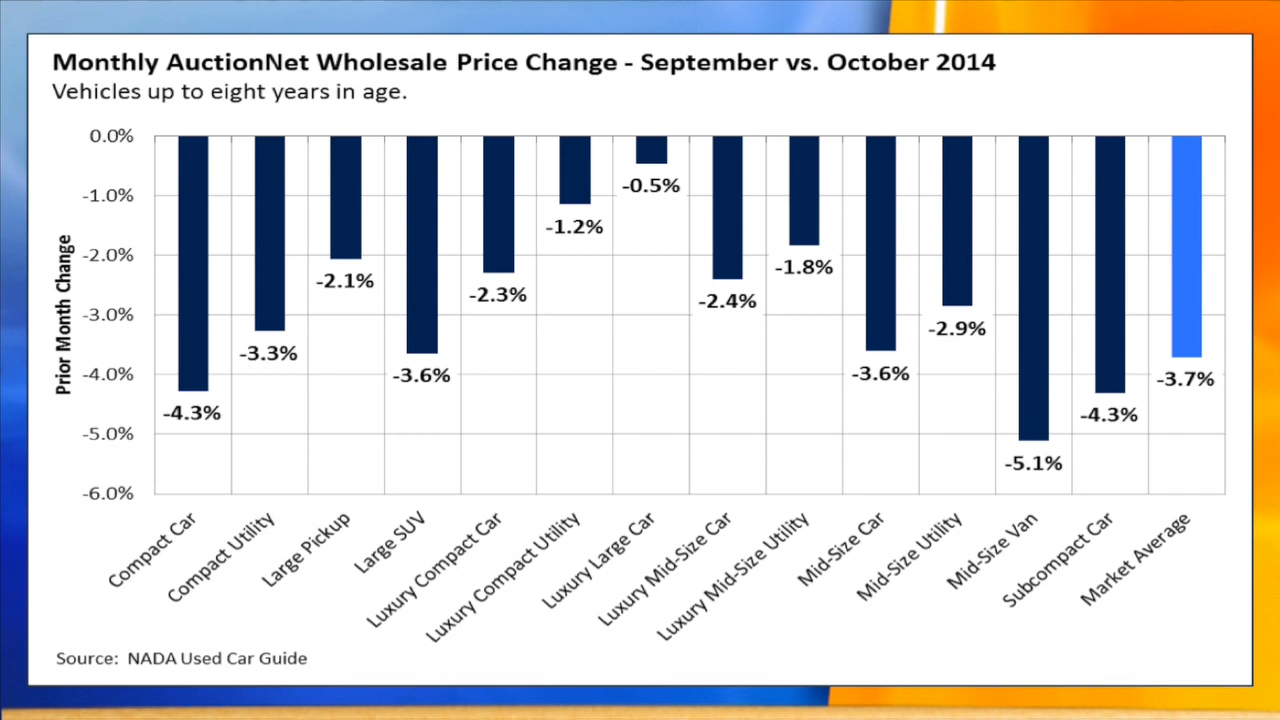 Monthly AuctionNet Wholesale Price Change - September vs. October 2014
Vehicles up to eight years in age.
Prior Month Change
0.0%
-1.0%
-2.0%
-3.0%
-4.0%
-5.0%
-6.0%
-4.3%
-3.3%
-2.1%
-3.6%
-2.3%
-1.2%
-0.5%
-2.4%
-1.8%
-3.6%
-2.9%
-5.1%
-4.3%
-3.7%
Compact Car
Compact Utility
Large Pickup
Large SUV
Luxury Compact Car
Luxury Compact Utility
Luxury Large Car
Luxury Mid-Size Car
Luxury Mid-Size Utility
Mid-Size Car
Mid-Size Utility
Mid-Size Van
Subcompact Car
Market Average
Source: NADA Used Car Guide